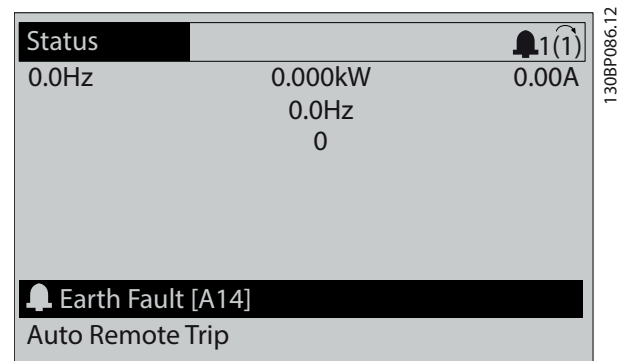 Status 1(1)
0.0Hz 0.000kW 0.00A
0.0Hz
0
Earth Fault [A14]
Auto Remote Trip
130BP086.12